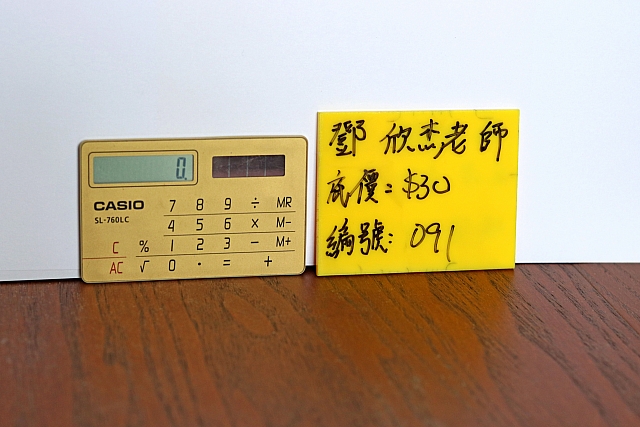 0.
CASIO
SL-760LC
7 8 9 ÷ MR
4 5 6 × M-
C % 1 2 3 − M+
AC √ 0 · = +
鄧欣杰老師
底價：$30
編號：091